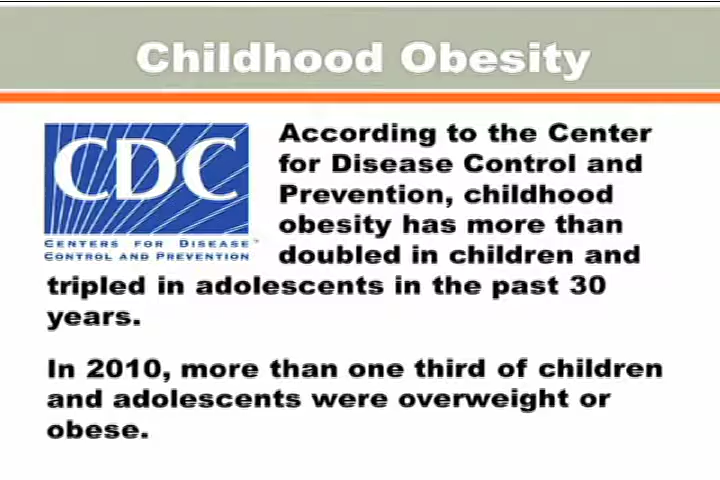 Childhood Obesity
CDC
CENTERS FOR DISEASE™
CONTROL AND PREVENTION
According to the Center
for Disease Control and
Prevention, childhood
obesity has more than
doubled in children and
tripled in adolescents in the past 30
years.
In 2010, more than one third of children
and adolescents were overweight or
obese.